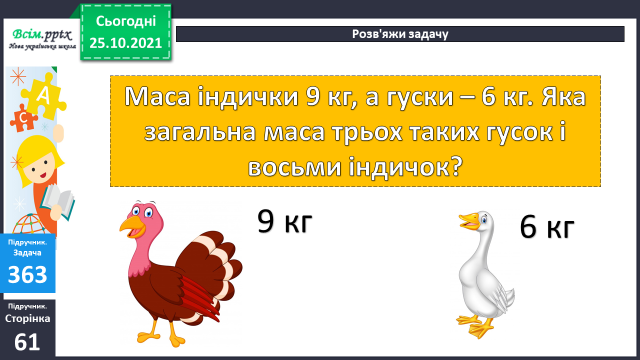 Всім.pptx
Нова українська школа
Сьогодні
25.10.2021
Розв'яжи задачу
А
С
Маса індички 9 кг, а гуски – 6 кг. Яка
загальна маса трьох таких гусок і
восьми індичок?
9 кг
6 кг
Підручник.
Задача
363
Підручник.
Сторінка
61